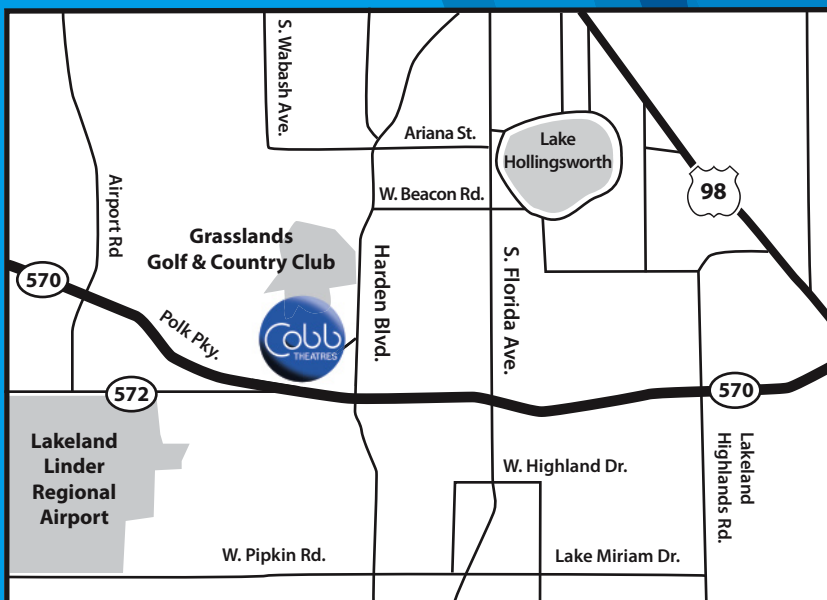 S. Wabash Ave.
Ariana St.
Lake
Hollingsworth
98
Airport Rd
W. Beacon Rd.
Grasslands
Golf & Country Club
Harden Blvd.
S. Florida Ave.
570
Polk Pky.
Cobb
THEATRES
572
570
Lakeland
Linder
Regional
Airport
W. Highland Dr.
Lakeland
Highlands Rd.
W. Pipkin Rd.
Lake Miriam Dr.